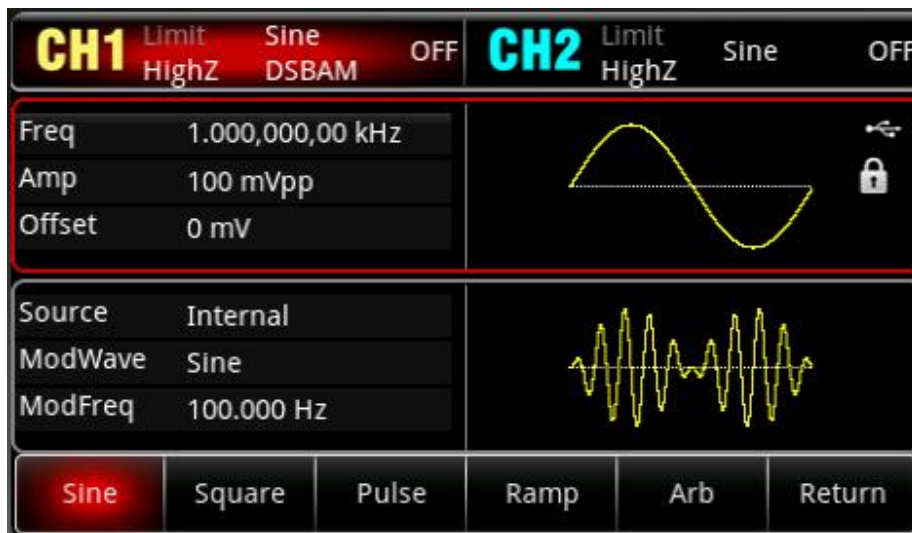 CH1 Limit Sine OFF CH2 Limit Sine OFF
HighZ DSBAM HighZ
Freq 1.000,000,00 kHz
Amp 100 mVpp
Offset 0 mV
Source Internal
ModWave Sine
ModFreq 100.000 Hz
Sine Square Pulse Ramp Arb Return